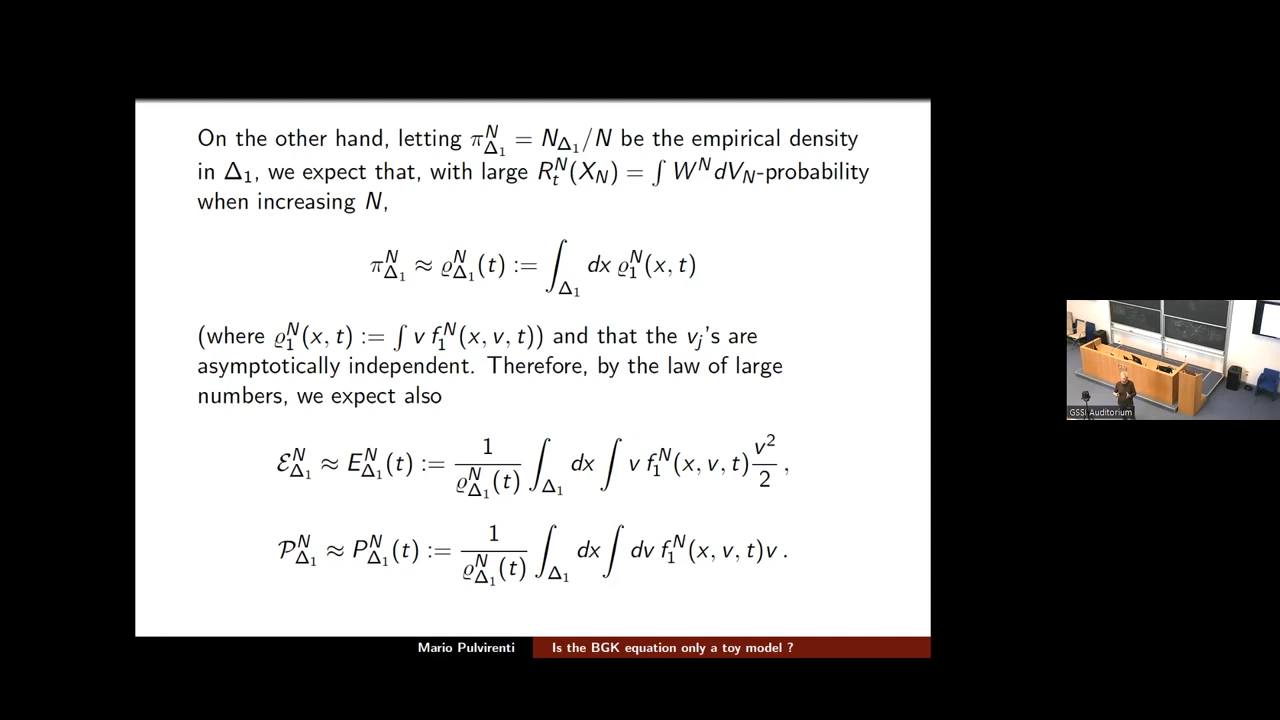 On the other hand, letting π^N_{Δ_1} = N_{Δ_1}/N be the empirical density
in Δ_1, we expect that, with large R^N_t(X_N) = ∫ W^N dV_N-probability
when increasing N,
π^N_{Δ_1} ≈ ϱ^N_{Δ_1}(t) := ∫_{Δ_1} dx ϱ^N_1(x, t)
(where ϱ^N_1(x, t) := ∫ v f^N_1(x, v, t)) and that the v_j's are
asymptotically independent. Therefore, by the law of large
numbers, we expect also
ℰ^N_{Δ_1} ≈ E^N_{Δ_1}(t) := 1/ϱ^N_{Δ_1}(t) ∫_{Δ_1} dx ∫ v f^N_1(x, v, t) v^2/2 ,
𝒫^N_{Δ_1} ≈ P^N_{Δ_1}(t) := 1/ϱ^N_{Δ_1}(t) ∫_{Δ_1} dx ∫ dv f^N_1(x, v, t)v .
Mario Pulvirenti Is the BGK equation only a toy model ?
GSSI Auditorium